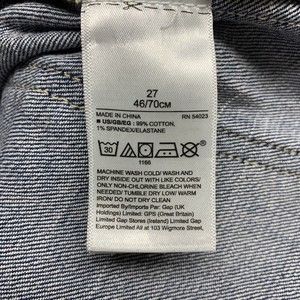 27
46/70CM
MADE IN CHINA RN 54023
■ US/GB/EG : 99% COTTON,
1% SPANDEX/ELASTANE
30
1166
MACHINE WASH COLD/ WASH AND
DRY INSIDE OUT WITH LIKE COLORS/
ONLY NON-CHLORINE BLEACH WHEN
NEEDED/ TUMBLE DRY LOW WARM
IRON/ DO NOT DRY CLEAN
Imported By/Importe Par: Gap (UK
Holdings) Limited: GPS (Great Britain)
Limited Gap Stores (Ireland) Limited Gap
Europe Limited All at 103 Wigmore Street,